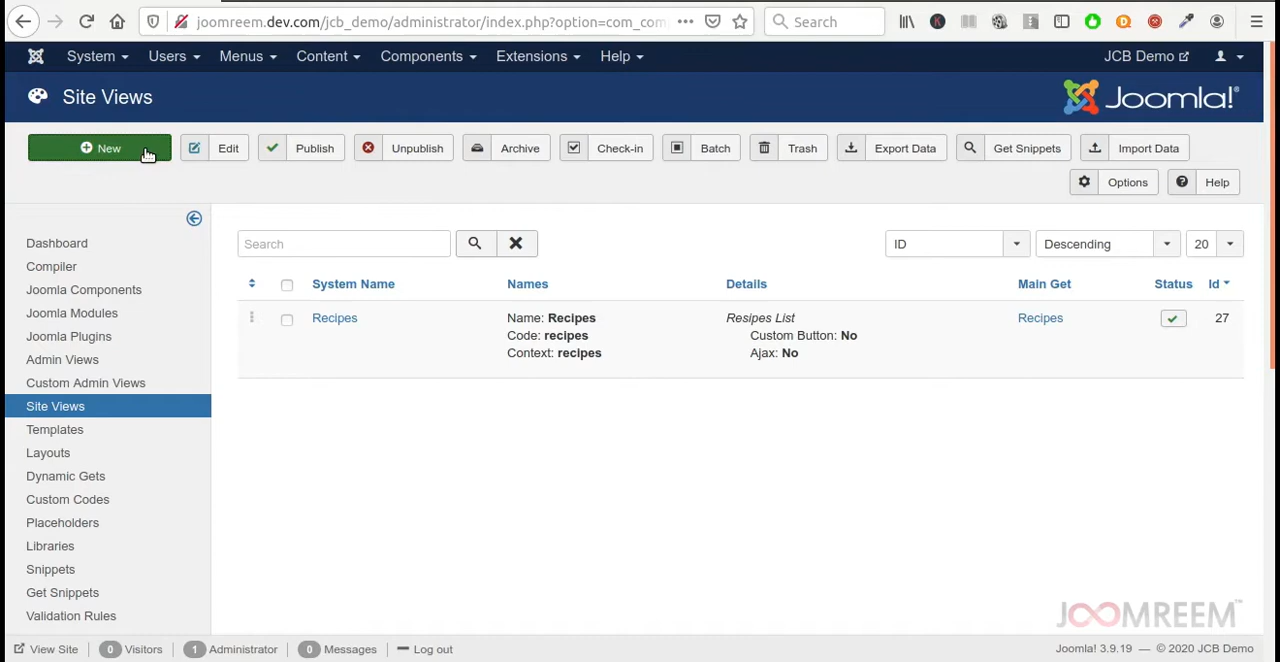 joomreem.dev.com/jcb_demo/administrator/index.php?option=com_com
Search
System Users Menus Content Components Extensions Help JCB Demo
Site Views
Joomla!®
New Edit Publish Unpublish Archive Check-in Batch Trash Export Data Get Snippets Import Data
Options Help
Dashboard
Compiler
Joomla Components
Joomla Modules
Joomla Plugins
Admin Views
Custom Admin Views
Site Views
Templates
Layouts
Dynamic Gets
Custom Codes
Placeholders
Libraries
Snippets
Get Snippets
Validation Rules
Search ID Descending 20
System Name Names Details Main Get Status Id
Recipes Name: Recipes Resipes List Recipes 27
Code: recipes Custom Button: No
Context: recipes Ajax: No
JOOMREEM™
View Site 0 Visitors 1 Administrator 0 Messages Log out Joomla! 3.9.19 — © 2020 JCB Demo